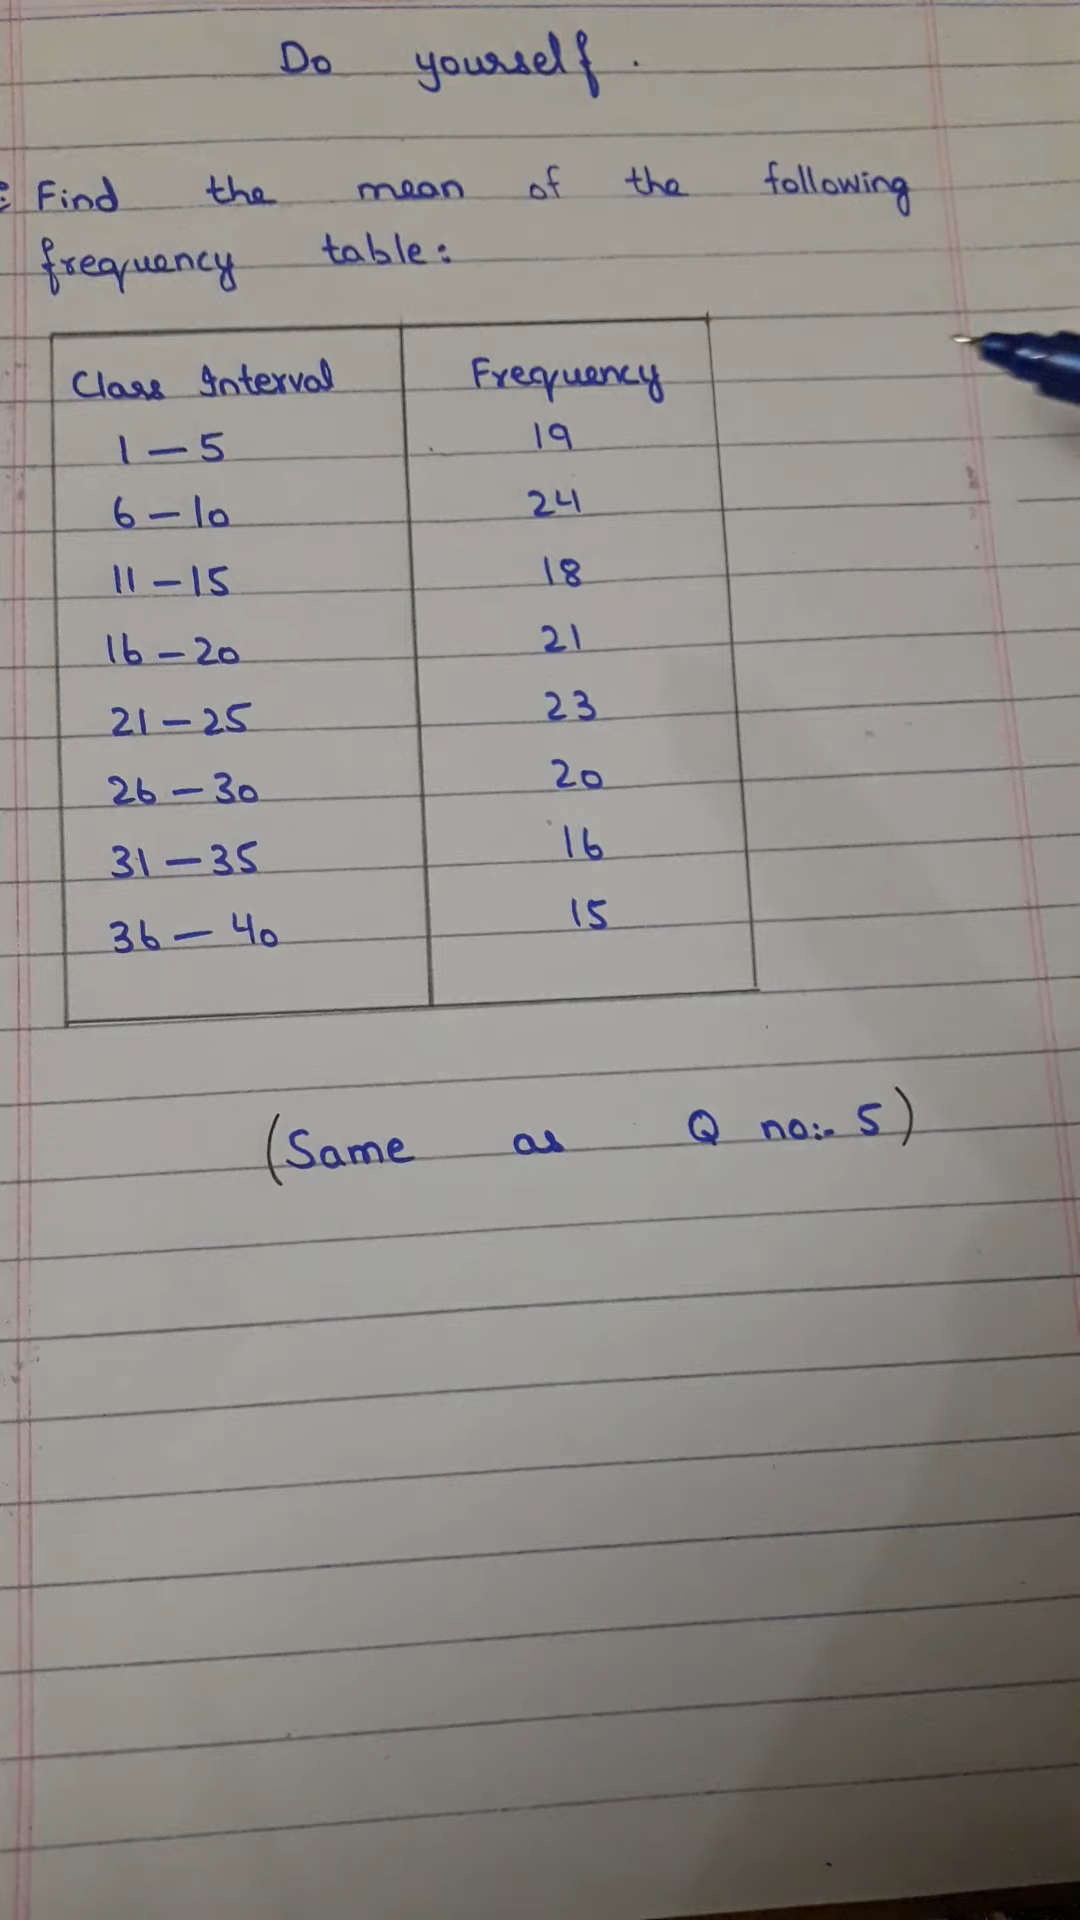 Do yourself.
Find the mean of the following
frequency table:
Class Interval Frequency
1 – 5 19
6 – 10 24
11 – 15 18
16 – 20 21
21 – 25 23
26 – 30 20
31 – 35 16
36 – 40 15
(Same as Q no:- 5)